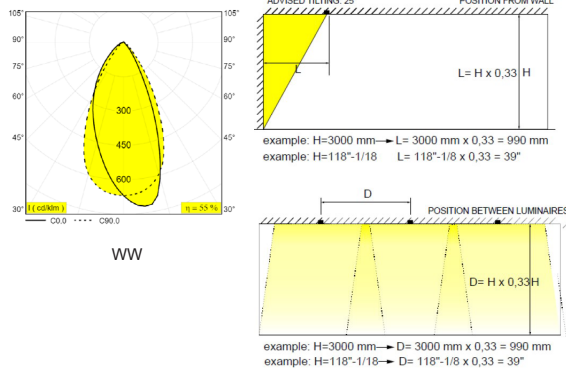 105° 105°
90° 90°
75° 75°
60° 60°
45° 45°
30° 30°
300
450
600
I ( cd/klm ) η = 55 %
C0.0 C90.0
WW
ADVISED TILTING: 25° POSITION FROM WALL
L
L= H x 0,33 H
example: H=3000 mm → L= 3000 mm x 0,33 = 990 mm
example: H=118"-1/18 L= 118"-1/8 x 0,33 = 39"
D
POSITION BETWEEN LUMINAIRES
D= H x 0,33 H
example: H=3000 mm → D= 3000 mm x 0,33 = 990 mm
example: H=118"-1/18 → D= 118"-1/8 x 0,33 = 39"